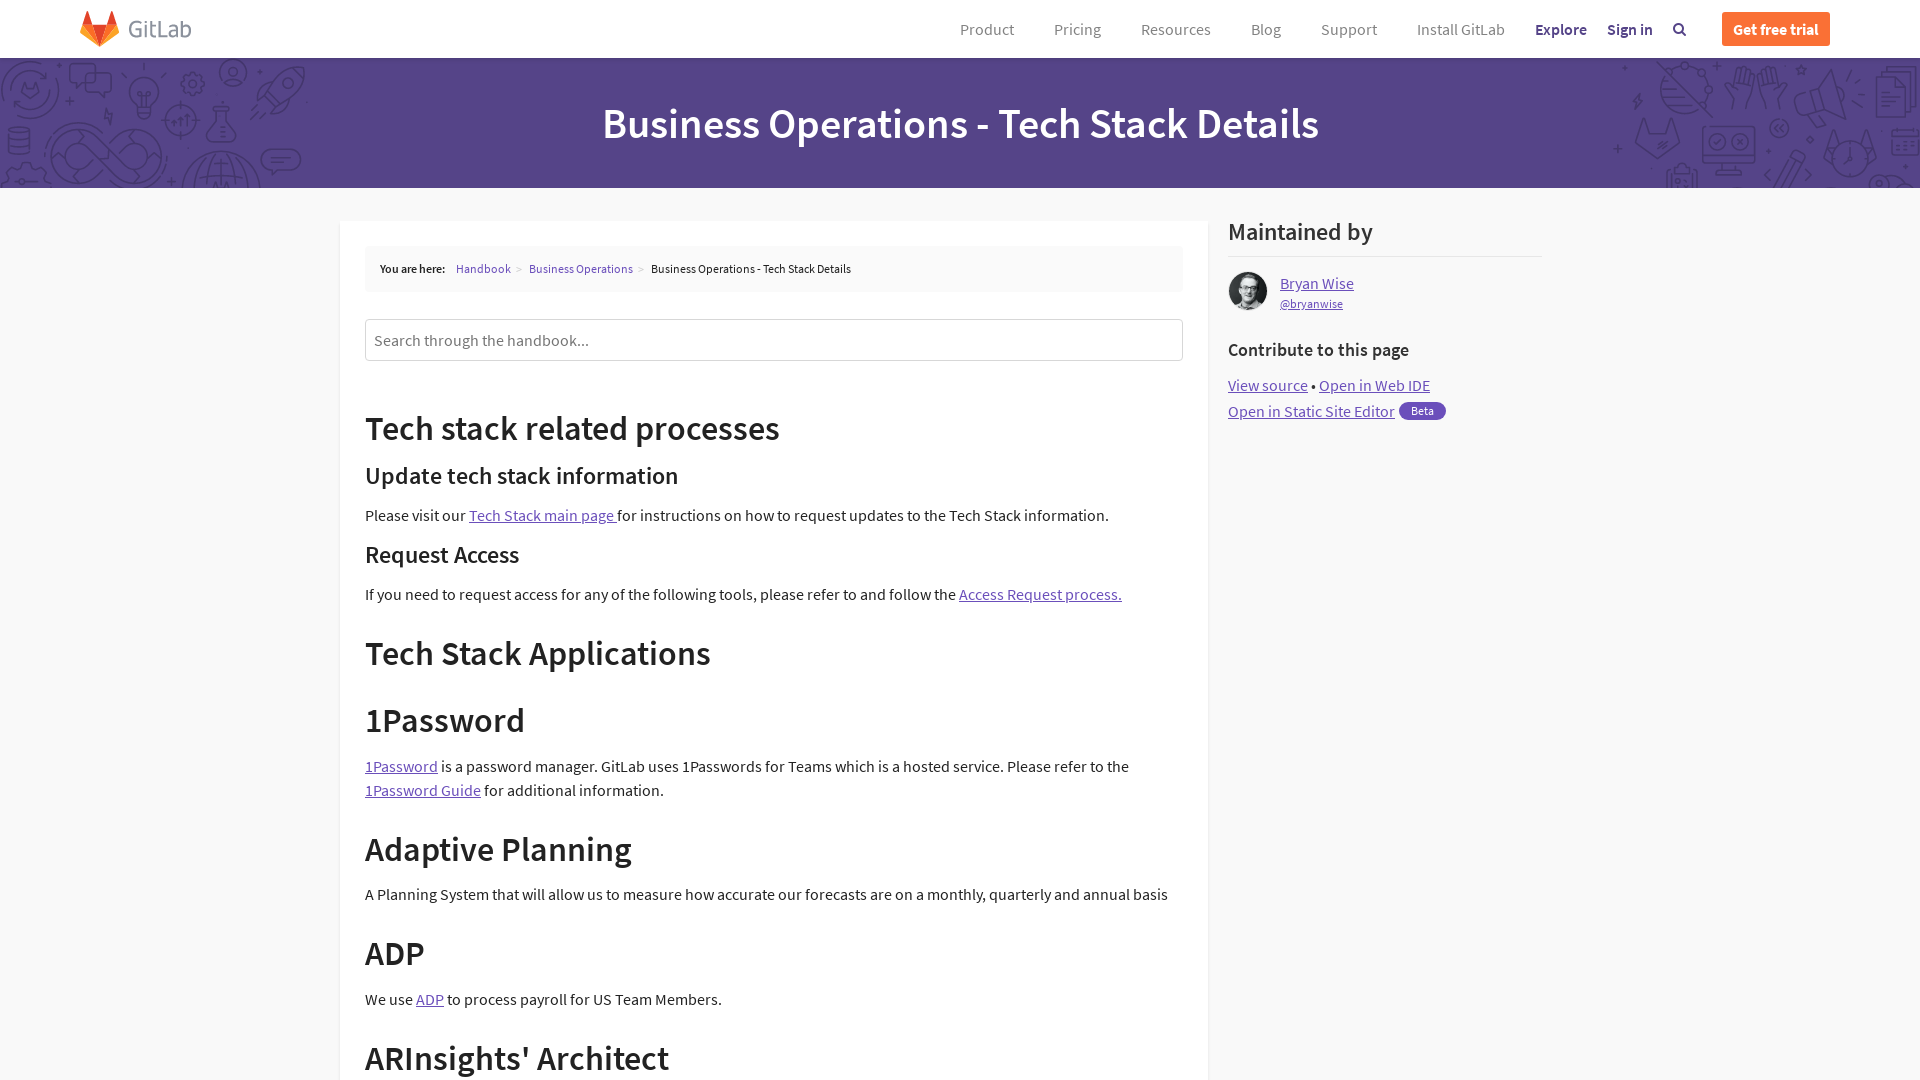 GitLab
Product
Pricing
Resources
Blog
Support
Install GitLab
Explore
Sign in
Get free trial
Business Operations - Tech Stack Details
You are here: Handbook > Business Operations > Business Operations - Tech Stack Details
Search through the handbook...
Tech stack related processes
Update tech stack information
Please visit our Tech Stack main page for instructions on how to request updates to the Tech Stack information.
Request Access
If you need to request access for any of the following tools, please refer to and follow the Access Request process.
Tech Stack Applications
1Password
1Password is a password manager. GitLab uses 1Passwords for Teams which is a hosted service. Please refer to the
1Password Guide for additional information.
Adaptive Planning
A Planning System that will allow us to measure how accurate our forecasts are on a monthly, quarterly and annual basis
ADP
We use ADP to process payroll for US Team Members.
ARInsights' Architect
Maintained by
Bryan Wise
@bryanwise
Contribute to this page
View source • Open in Web IDE
Open in Static Site Editor Beta